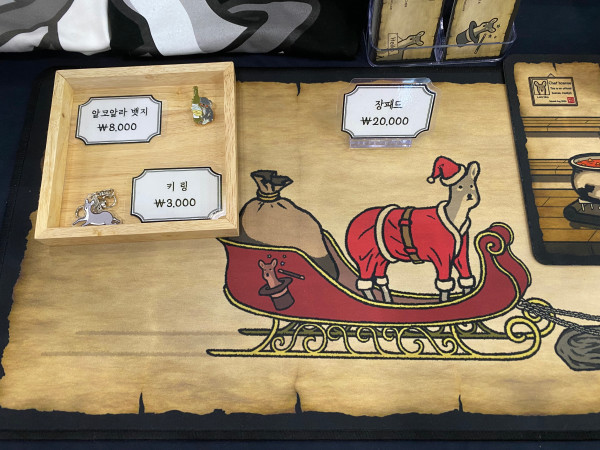 알코알라 뱃지
₩8,000
키 링
₩3,000
장패드
₩20,000